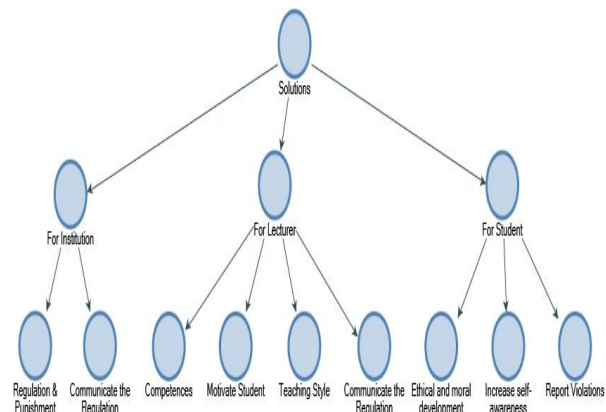 Solutions
For Institution
For Lecturer
For Student
Regulation &
Punishment
Communicate the
Regulation
Competences
Motivate Student
Teaching Style
Communicate the
Regulation
Ethical and moral
development
Increase self-
awareness
Report Violations